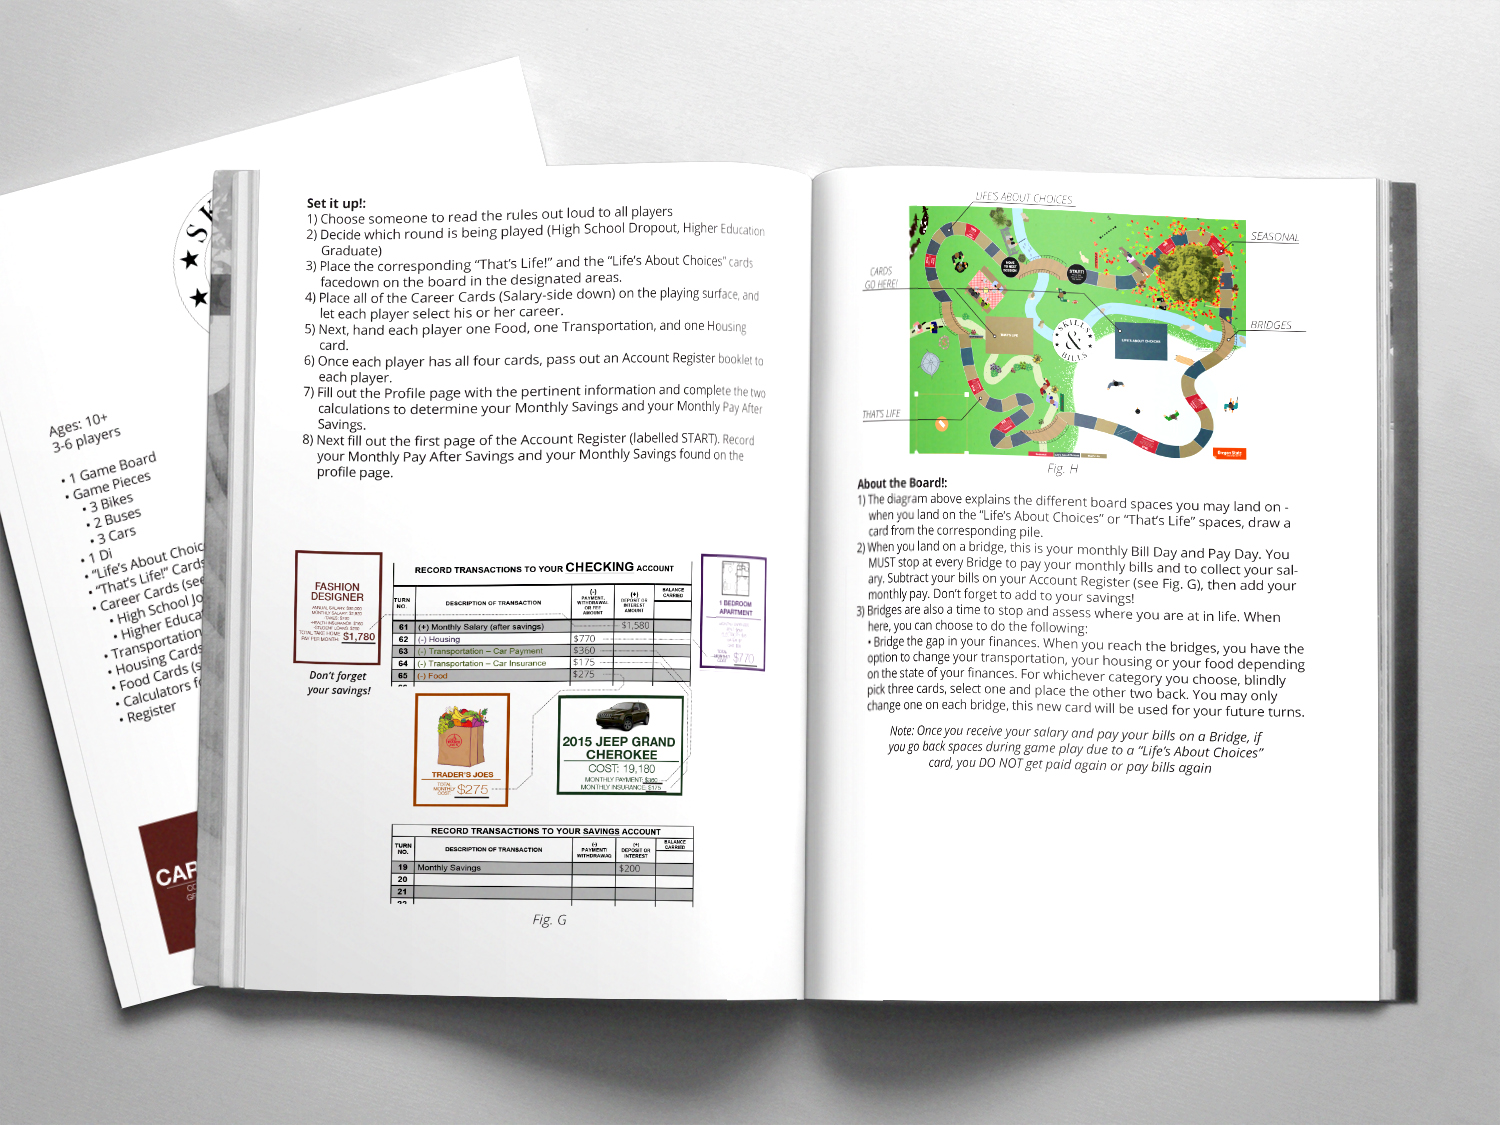 Ages: 10+
3-6 players
• 1 Game Board
• Game Pieces
• 3 Bikes
• 2 Buses
• 3 Cars
• 1 Di
• "Life's About Choic
• "That's Life!" Cards
• Career Cards (see
• High School Jo
• Higher Educa
• Transportation
• Housing Cards
• Food Cards (s
• Calculators f
• Register
CAR
Set it up!:
1) Choose someone to read the rules out loud to all players
2) Decide which round is being played (High School Dropout, Higher Education
Graduate)
3) Place the corresponding "That's Life!" and the "Life's About Choices" cards
facedown on the board in the designated areas.
4) Place all of the Career Cards (Salary-side down) on the playing surface, and
let each player select his or her career.
5) Next, hand each player one Food, one Transportation, and one Housing
card.
6) Once each player has all four cards, pass out an Account Register booklet to
each player.
7) Fill out the Profile page with the pertinent information and complete the two
calculations to determine your Monthly Savings and your Monthly Pay After
Savings.
8) Next fill out the first page of the Account Register (labelled START). Record
your Monthly Pay After Savings and your Monthly Savings found on the
profile page.
FASHION
DESIGNER
TOTAL TAKE HOME
PAY PER MONTH: $1,780
Don't forget
your savings!
RECORD TRANSACTIONS TO YOUR CHECKING ACCOUNT
TURN NO. DESCRIPTION OF TRANSACTION (-) PAYMENT, WITHDRAWAL OR FEE AMOUNT (+) DEPOSIT OR INTEREST AMOUNT BALANCE CARRIED
61 (+) Monthly Salary (after savings) $1,580
62 (-) Housing $770
63 (-) Transportation – Car Payment $360
64 (-) Transportation – Car Insurance $175
65 (-) Food $275
1 BEDROOM
APARTMENT
$770
TRADER'S JOES
TOTAL MONTHLY COST: $275
2015 JEEP GRAND
CHEROKEE
COST: 19,180
MONTHLY PAYMENT: $360
MONTHLY INSURANCE: $175
RECORD TRANSACTIONS TO YOUR SAVINGS ACCOUNT
TURN NO. DESCRIPTION OF TRANSACTION (-) PAYMENT/ WITHDRAWAL (+) DEPOSIT OR INTEREST BALANCE CARRIED
19 Monthly Savings $200
20
21
22
Fig. G
LIFE'S ABOUT CHOICES
SEASONAL
CARDS
GO HERE!
BRIDGES
THAT'S LIFE
START!
THAT'S LIFE
LIFE'S ABOUT CHOICES
SKILLS
&
BILLS
Fig. H
About the Board!:
1) The diagram above explains the different board spaces you may land on -
when you land on the "Life's About Choices" or "That's Life" spaces, draw a
card from the corresponding pile.
2) When you land on a bridge, this is your monthly Bill Day and Pay Day. You
MUST stop at every Bridge to pay your monthly bills and to collect your sal-
ary. Subtract your bills on your Account Register (see Fig. G), then add your
monthly pay. Don't forget to add to your savings!
3) Bridges are also a time to stop and assess where you are at in life. When
here, you can choose to do the following:
• Bridge the gap in your finances. When you reach the bridges, you have the
option to change your transportation, your housing or your food depending
on the state of your finances. For whichever category you choose, blindly
pick three cards, select one and place the other two back. You may only
change one on each bridge, this new card will be used for your future turns.
Note: Once you receive your salary and pay your bills on a Bridge, if
you go back spaces during game play due to a "Life's About Choices"
card, you DO NOT get paid again or pay bills again